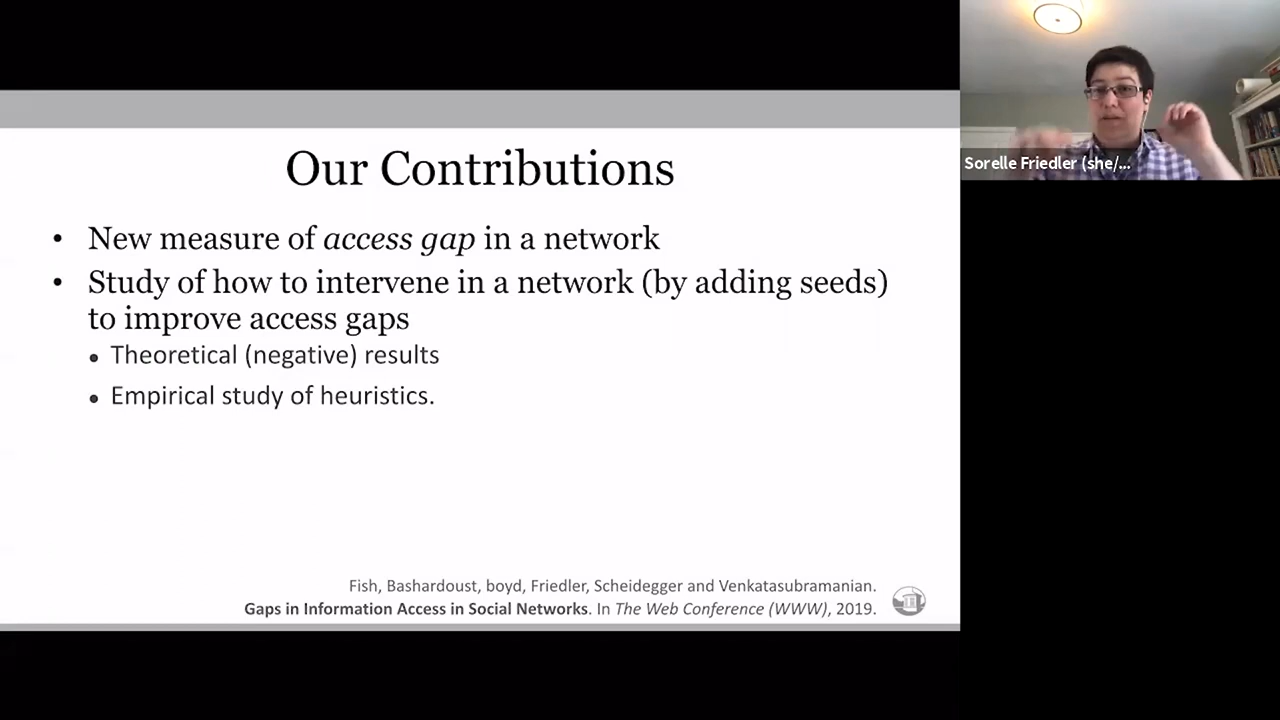 Our Contributions
• New measure of access gap in a network
• Study of how to intervene in a network (by adding seeds)
to improve access gaps
• Theoretical (negative) results
• Empirical study of heuristics.
Fish, Bashardoust, boyd, Friedler, Scheidegger and Venkatasubramanian.
Gaps in Information Access in Social Networks. In The Web Conference (WWW), 2019.
Sorelle Friedler (she/...